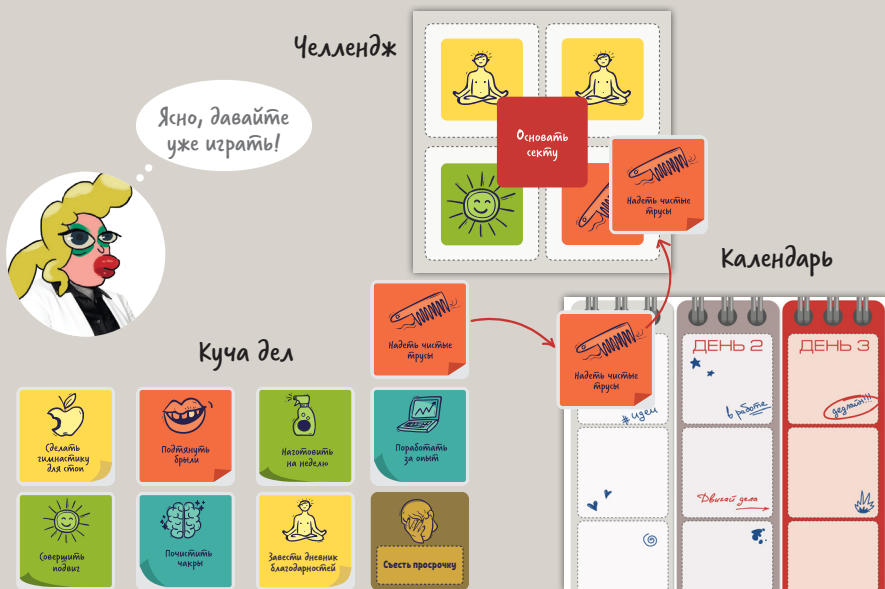 Челлендж
Ясно, давайте
уже играть!
Основать
секту
Надеть чистые
трусы
Календарь
Куча дел
Надеть чистые
трусы
Надеть чистые
трусы
ДЕНЬ 2
ДЕНЬ 3
# идеи
в работе
дедлайн!!!
Сделать
гимнастику
для стоп
Подтянуть
брыли
Наготовить
на неделю
Поработать
за опыт
Двигай дела
Совершить
подвиг
Почистить
чакры
Завести дневник
благодарностей
Съесть просрочку